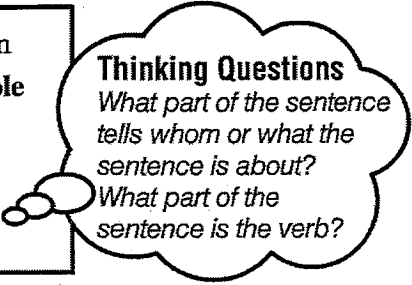 n
le
Thinking Questions
What part of the sentence
tells whom or what the
sentence is about?
What part of the
sentence is the verb?